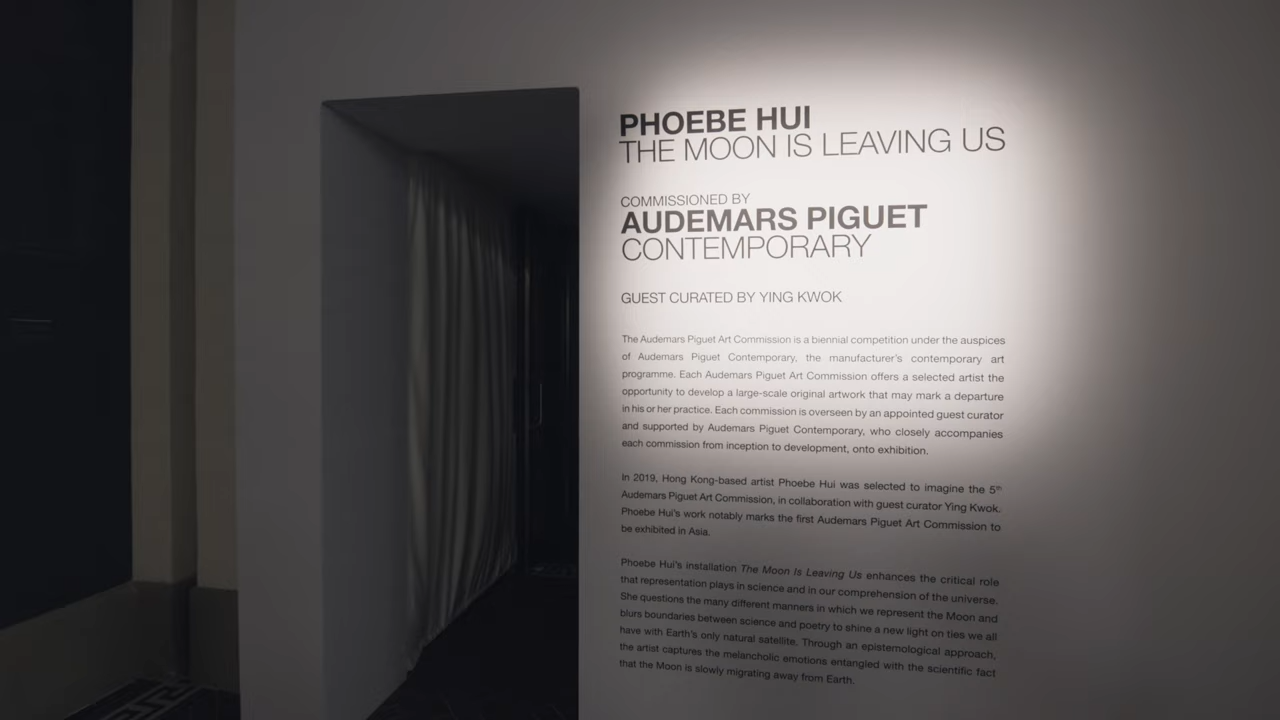 PHOEBE HUI
THE MOON IS LEAVING US
COMMISSIONED BY
AUDEMARS PIGUET
CONTEMPORARY
GUEST CURATED BY YING KWOK
The Audemars Piguet Art Commission is a biennial competition under the auspices
of Audemars Piguet Contemporary, the manufacturer's contemporary art
programme. Each Audemars Piguet Art Commission offers a selected artist the
opportunity to develop a large-scale original artwork that may mark a departure
in his or her practice. Each commission is overseen by an appointed guest curator
and supported by Audemars Piguet Contemporary, who closely accompanies
each commission from inception to development, onto exhibition.
In 2019, Hong Kong-based artist Phoebe Hui was selected to imagine the 5th
Audemars Piguet Art Commission, in collaboration with guest curator Ying Kwok.
Phoebe Hui's work notably marks the first Audemars Piguet Art Commission to
be exhibited in Asia.
Phoebe Hui's installation The Moon Is Leaving Us enhances the critical role
that representation plays in science and in our comprehension of the universe.
She questions the many different manners in which we represent the Moon and
blurs boundaries between science and poetry to shine a new light on ties we all
have with Earth's only natural satellite. Through an epistemological approach,
the artist captures the melancholic emotions entangled with the scientific fact
that the Moon is slowly migrating away from Earth.